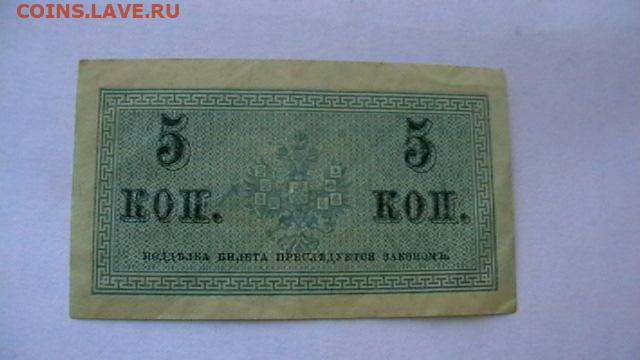 COINS.LAVE.RU
5 5
КОП. КОП.
ПОДДѢЛКА БИЛЕТА ПРЕСЛѢДУЕТСЯ ЗАКОНОМЪ.